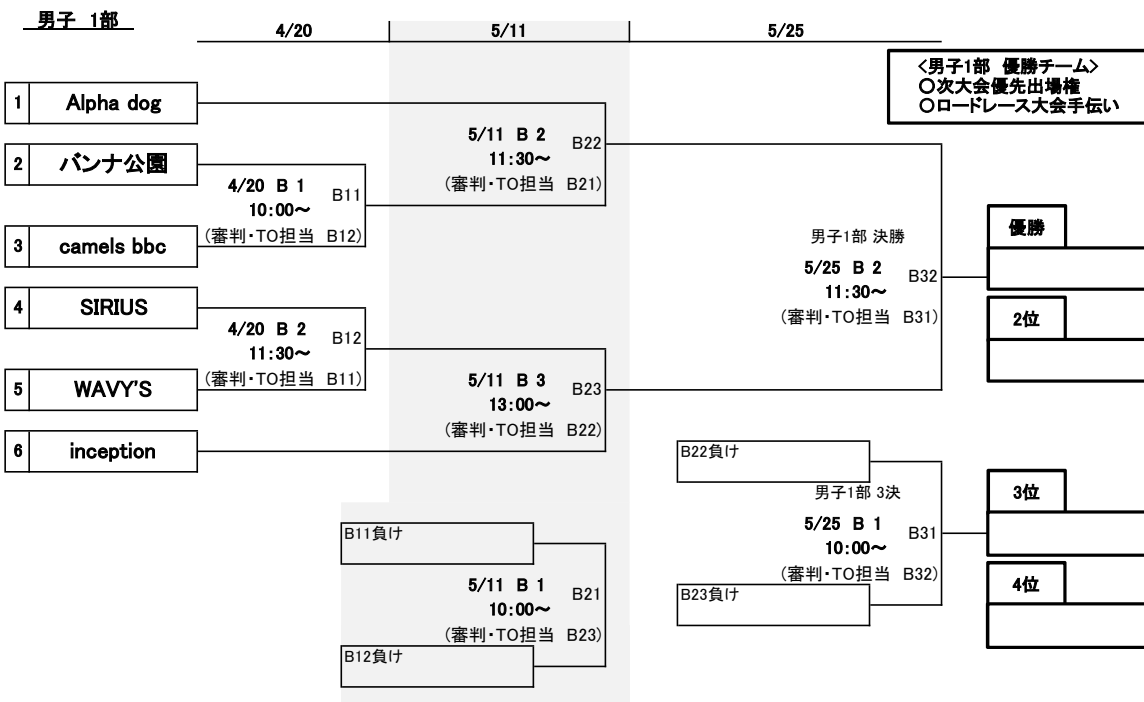 男子 1部
4/20 5/11 5/25
<男子1部 優勝チーム>
○次大会優先出場権
○ロードレース大会手伝い
1 Alpha dog
2 バンナ公園
3 camels bbc
4 SIRIUS
5 WAVY'S
6 inception
4/20 B 1
10:00～
B11
(審判・TO担当 B12)
4/20 B 2
11:30～
B12
(審判・TO担当 B11)
5/11 B 2
11:30～
B22
(審判・TO担当 B21)
5/11 B 3
13:00～
B23
(審判・TO担当 B22)
B11負け
5/11 B 1
10:00～
B21
(審判・TO担当 B23)
B12負け
男子1部 決勝
5/25 B 2
11:30～
B32
(審判・TO担当 B31)
B22負け
男子1部 3決
5/25 B 1
10:00～
B31
(審判・TO担当 B32)
B23負け
優勝
2位
3位
4位